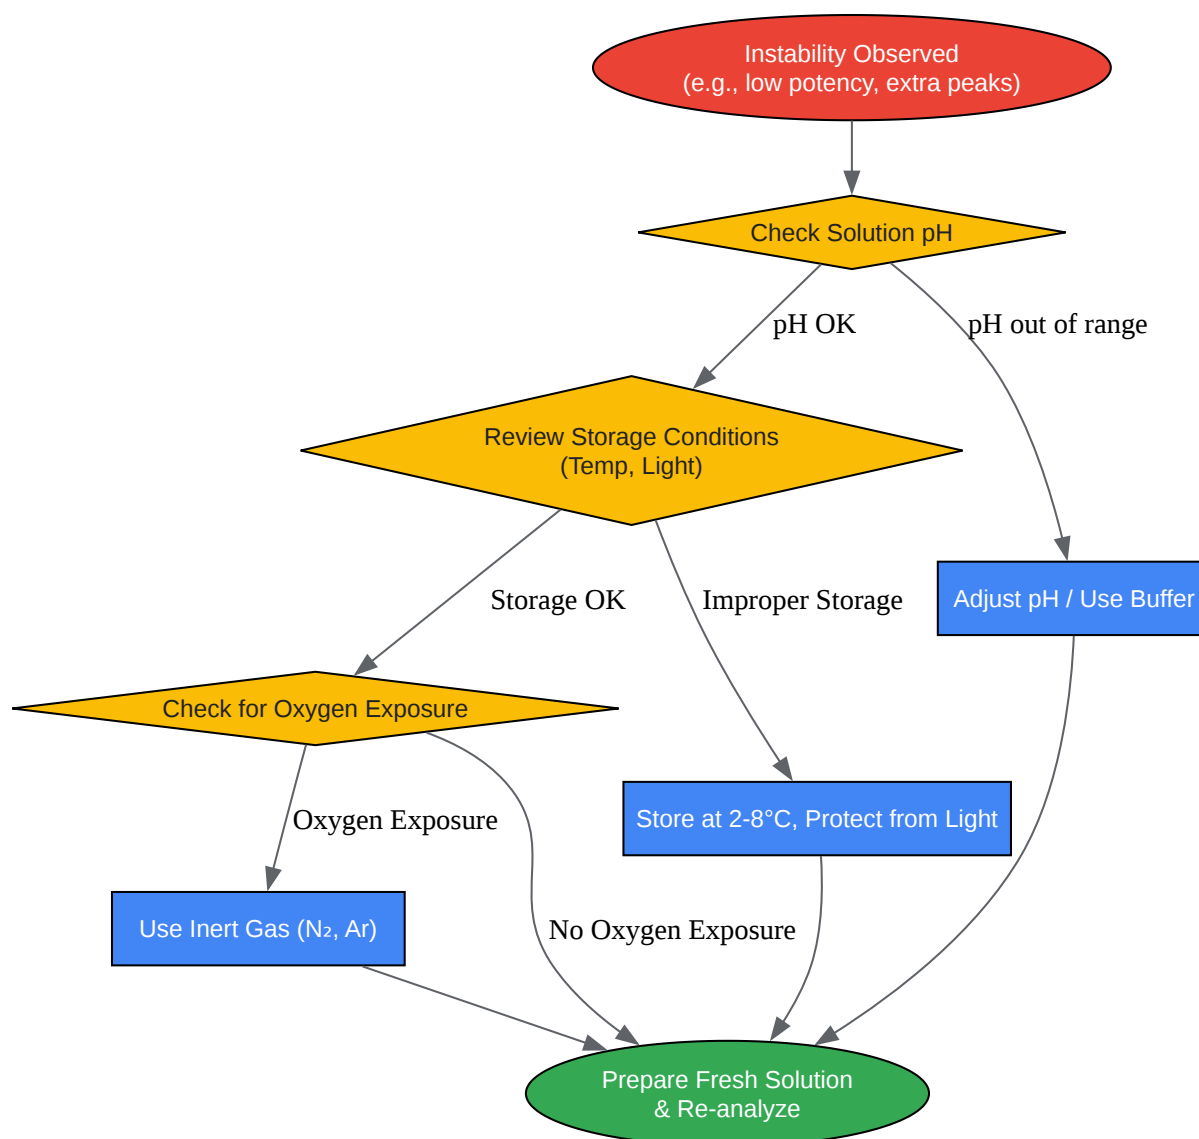 Instability Observed
(e.g., low potency, extra peaks)
Check Solution pH
pH OK
pH out of range
Review Storage Conditions
(Temp, Light)
Storage OK
Improper Storage
Adjust pH / Use Buffer
Check for Oxygen Exposure
Oxygen Exposure
Store at 2-8°C, Protect from Light
Use Inert Gas (N₂, Ar)
No Oxygen Exposure
Prepare Fresh Solution
& Re-analyze